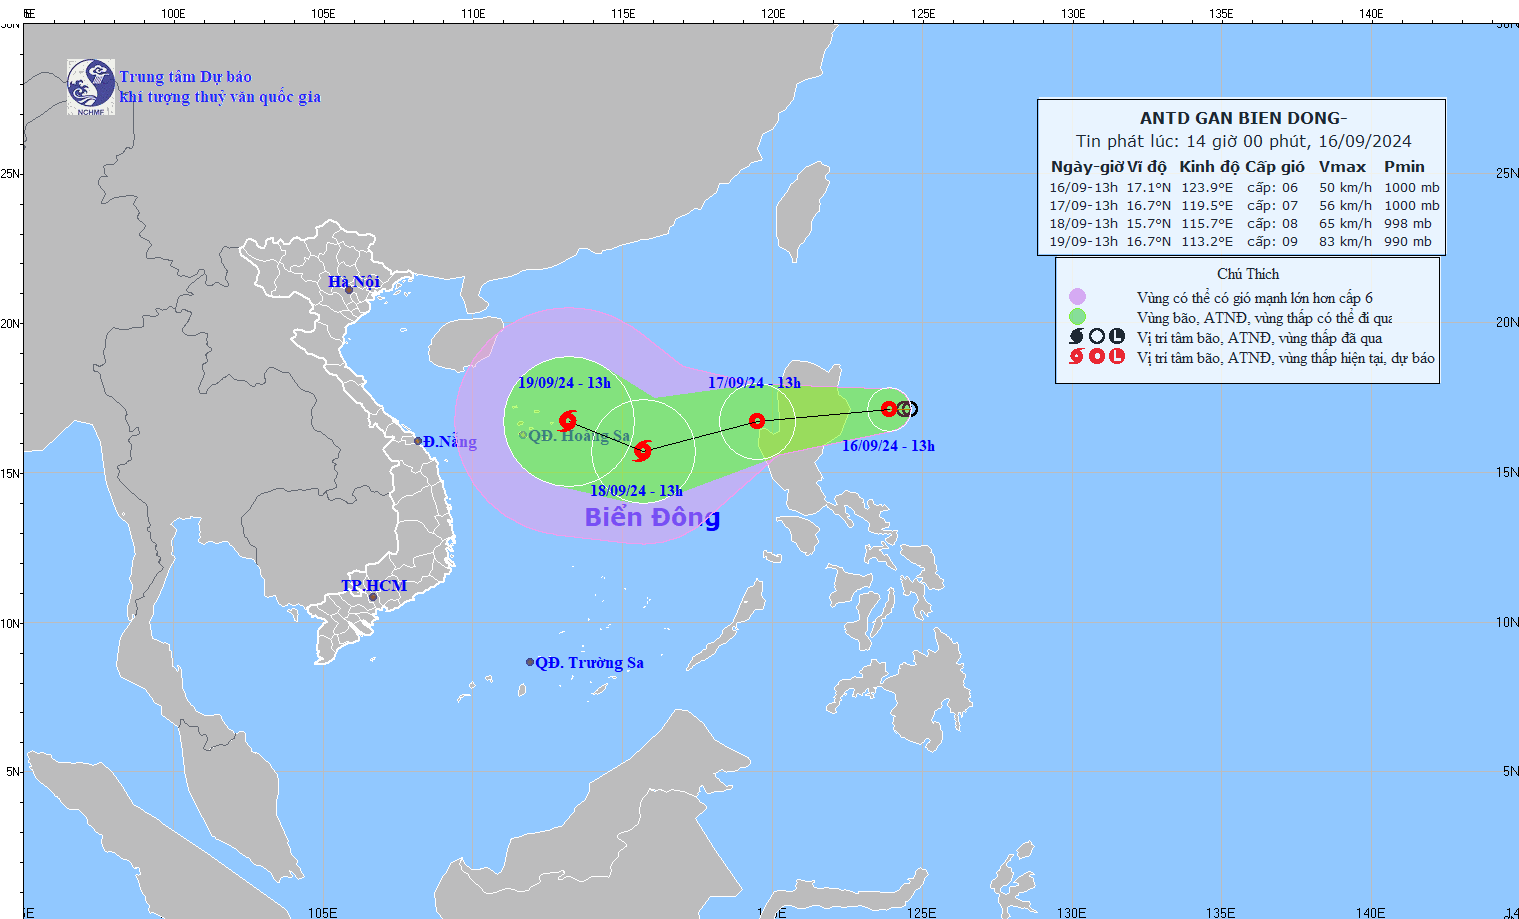 5E 100E 105E 110E 115E 120E 125E 130E 135E 140E
30N 30N
Trung tâm Dự báo
khí tượng thuỷ văn quốc gia
NCHMF
ANTD GAN BIEN DONG-
Tin phát lúc: 14 giờ 00 phút, 16/09/2024
Ngày-giờ Vĩ độ Kinh độ Cấp gió Vmax Pmin
16/09-13h 17.1°N 123.9°E cấp: 06 50 km/h 1000 mb
17/09-13h 16.7°N 119.5°E cấp: 07 56 km/h 1000 mb
18/09-13h 15.7°N 115.7°E cấp: 08 65 km/h 998 mb
19/09-13h 16.7°N 113.2°E cấp: 09 83 km/h 990 mb
25N 25N
Chú Thích
Vùng có thể có gió mạnh lớn hơn cấp 6
Vùng bão, ATNĐ, vùng thấp có thể đi qua
Vị trí tâm bão, ATNĐ, vùng thấp đã qua
Vị trí tâm bão, ATNĐ, vùng thấp hiện tại, dự báo
Hà Nội
20N 20N
19/09/24 - 13h 17/09/24 - 13h
QĐ. Hoàng Sa
Đ.Nẵng
16/09/24 - 13h
15N 15N
18/09/24 - 13h
Biển Đông
TP.HCM
10N 10N
QĐ. Trường Sa
5N 5N
0E 105E 110E 115E 120E 125E 130E 135E 140E 14